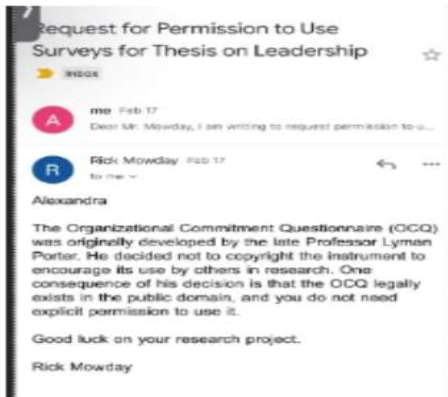 Request for Permission to Use
Surveys for Thesis on Leadership
Inbox
A
me Feb 17
Dear Mr. Mowday, I am writing to request permission to u...
R
Rick Mowday Feb 17
to me
Alexandra
The Organizational Commitment Questionnaire (OCQ)
was originally developed by the late Professor Lyman
Porter. He decided not to copyright the instrument to
encourage its use by others in research. One
consequence of his decision is that the OCQ legally
exists in the public domain, and you do not need
explicit permission to use it.
Good luck on your research project.
Rick Mowday